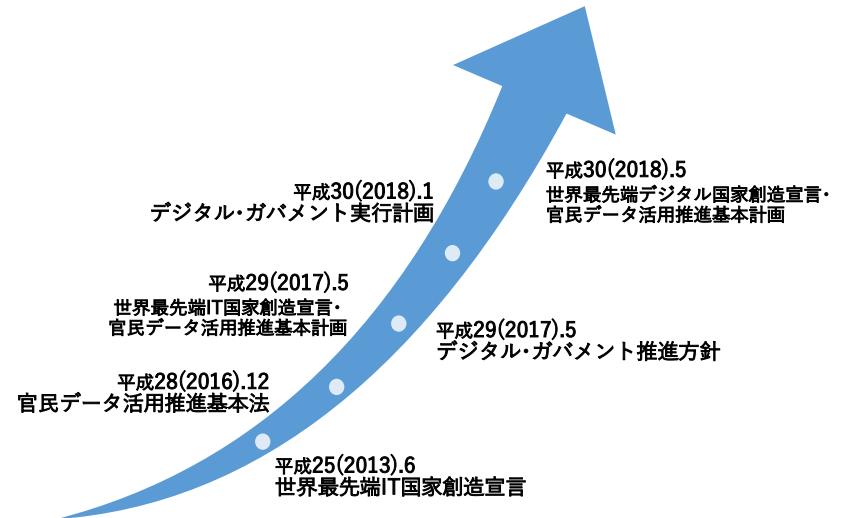 平成30(2018).5
世界最先端デジタル国家創造宣言・
官民データ活用推進基本計画
平成30(2018).1
デジタル・ガバメント実行計画
平成29(2017).5
世界最先端IT国家創造宣言・
官民データ活用推進基本計画
平成29(2017).5
デジタル・ガバメント推進方針
平成28(2016).12
官民データ活用推進基本法
平成25(2013).6
世界最先端IT国家創造宣言